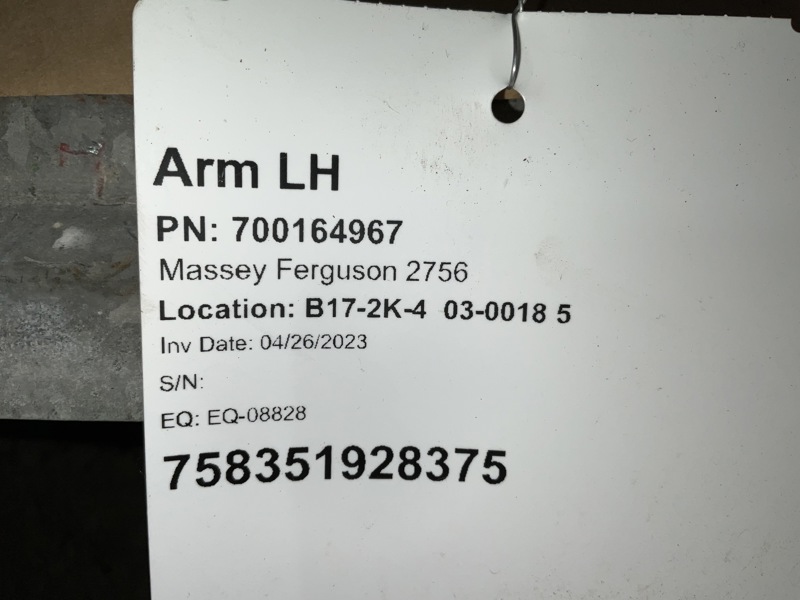 Arm LH
PN: 700164967
Massey Ferguson 2756
Location: B17-2K-4 03-0018 5
Inv Date: 04/26/2023
S/N:
EQ: EQ-08828
758351928375